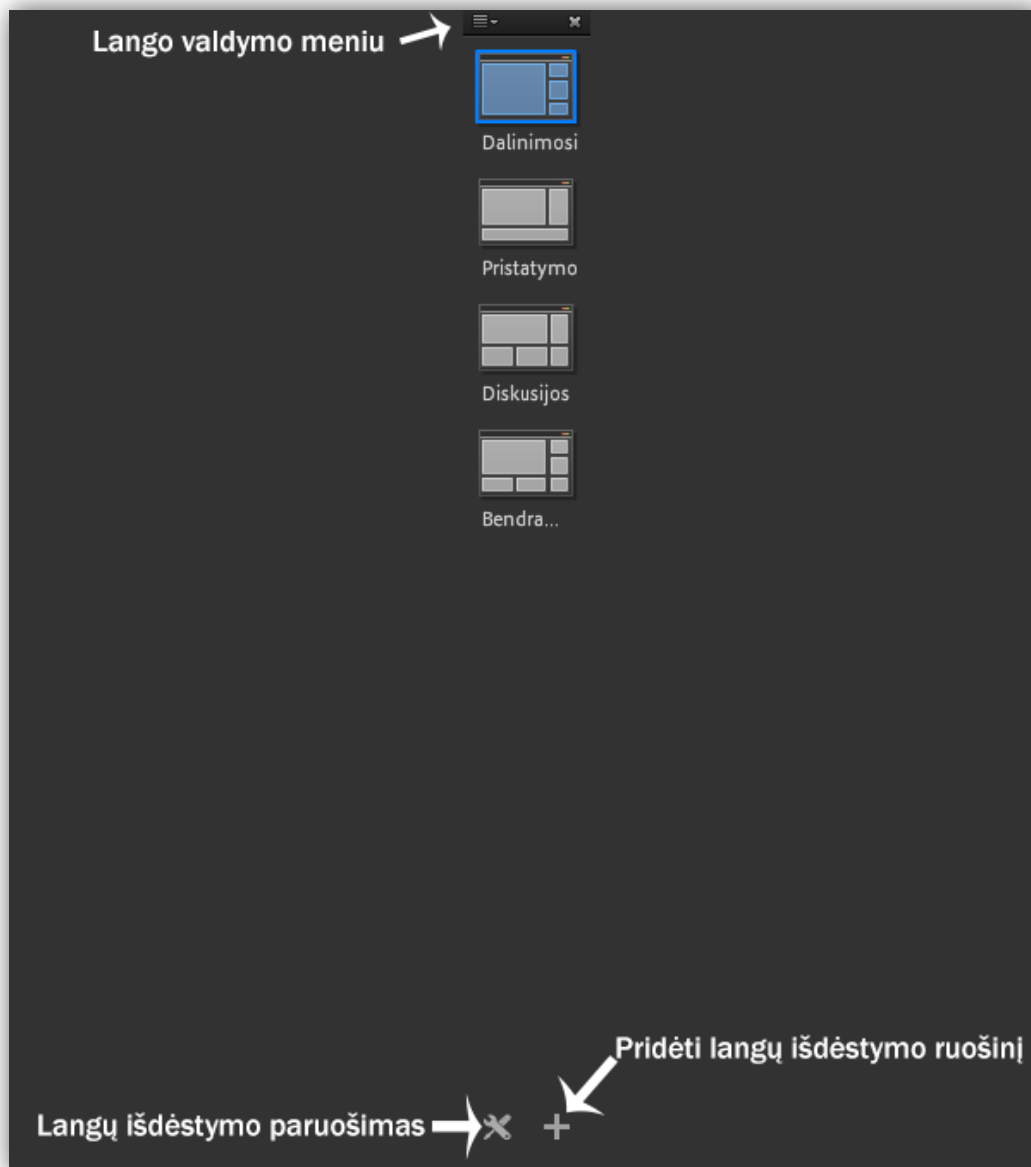 Lango valdymo meniu
Dalinimosi
Pristatymo
Diskusijos
Bendra...
Pridėti langų išdėstymo ruošinį
Langų išdėstymo paruošimas